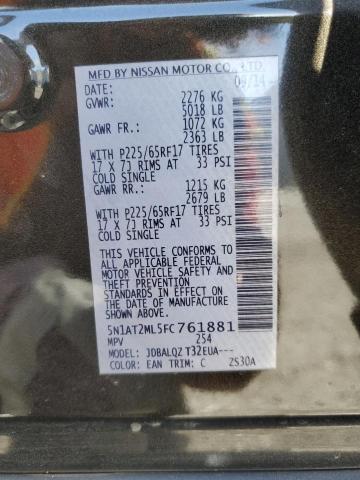 MFD BY NISSAN MOTOR CO., LTD.
DATE: 09/14
GVWR: 2276 KG
5018 LB
GAWR FR.: 1072 KG
2363 LB
WITH P225/65RF17 TIRES
17 X 7J RIMS AT 33 PSI
COLD SINGLE
GAWR RR.: 1215 KG
2679 LB
WITH P225/65RF17 TIRES
17 X 7J RIMS AT 33 PSI
COLD SINGLE
THIS VEHICLE CONFORMS TO
ALL APPLICABLE FEDERAL
MOTOR VEHICLE SAFETY AND
THEFT PREVENTION
STANDARDS IN EFFECT ON
THE DATE OF MANUFACTURE
SHOWN ABOVE.
5N1AT2ML5FC761881
MPV 254
MODEL: JDBALQZ T32EUA---
COLOR: EAN TRIM: C ZS30A